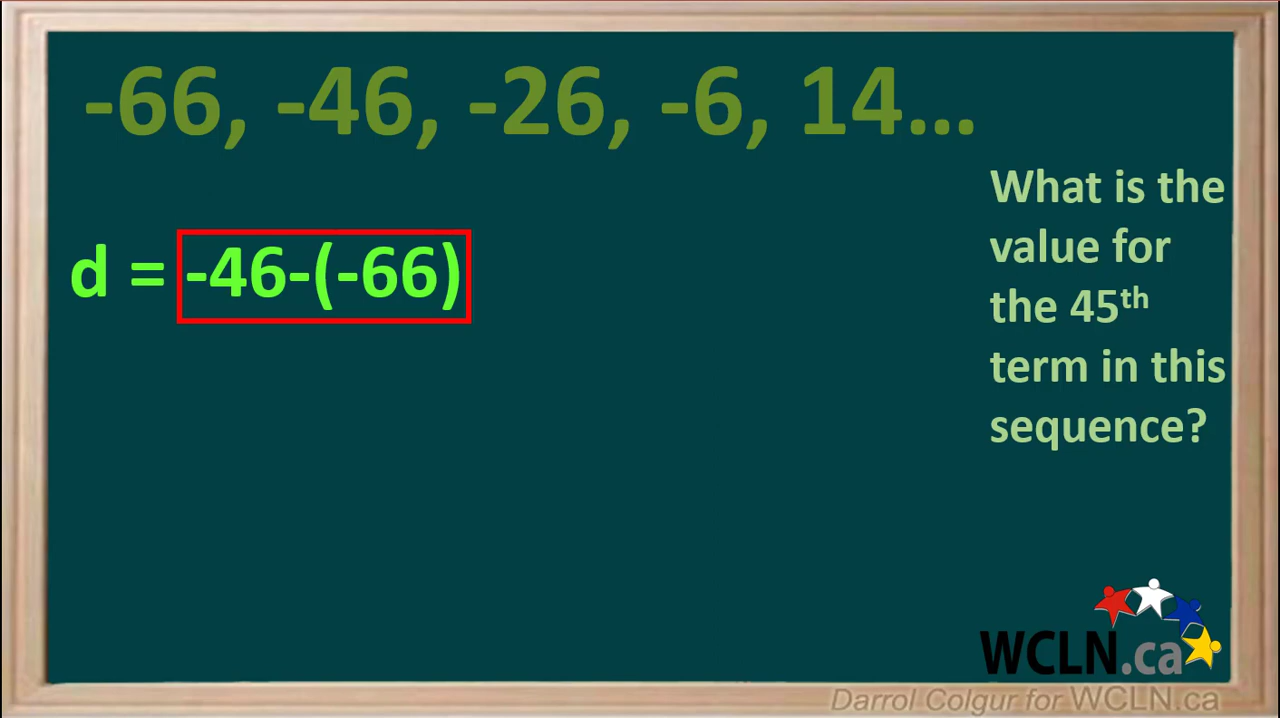 -66, -46, -26, -6, 14...
d = -46-(-66)
What is the
value for
the 45th
term in this
sequence?
WCLN.ca
Darrol Colgur for WCLN.ca